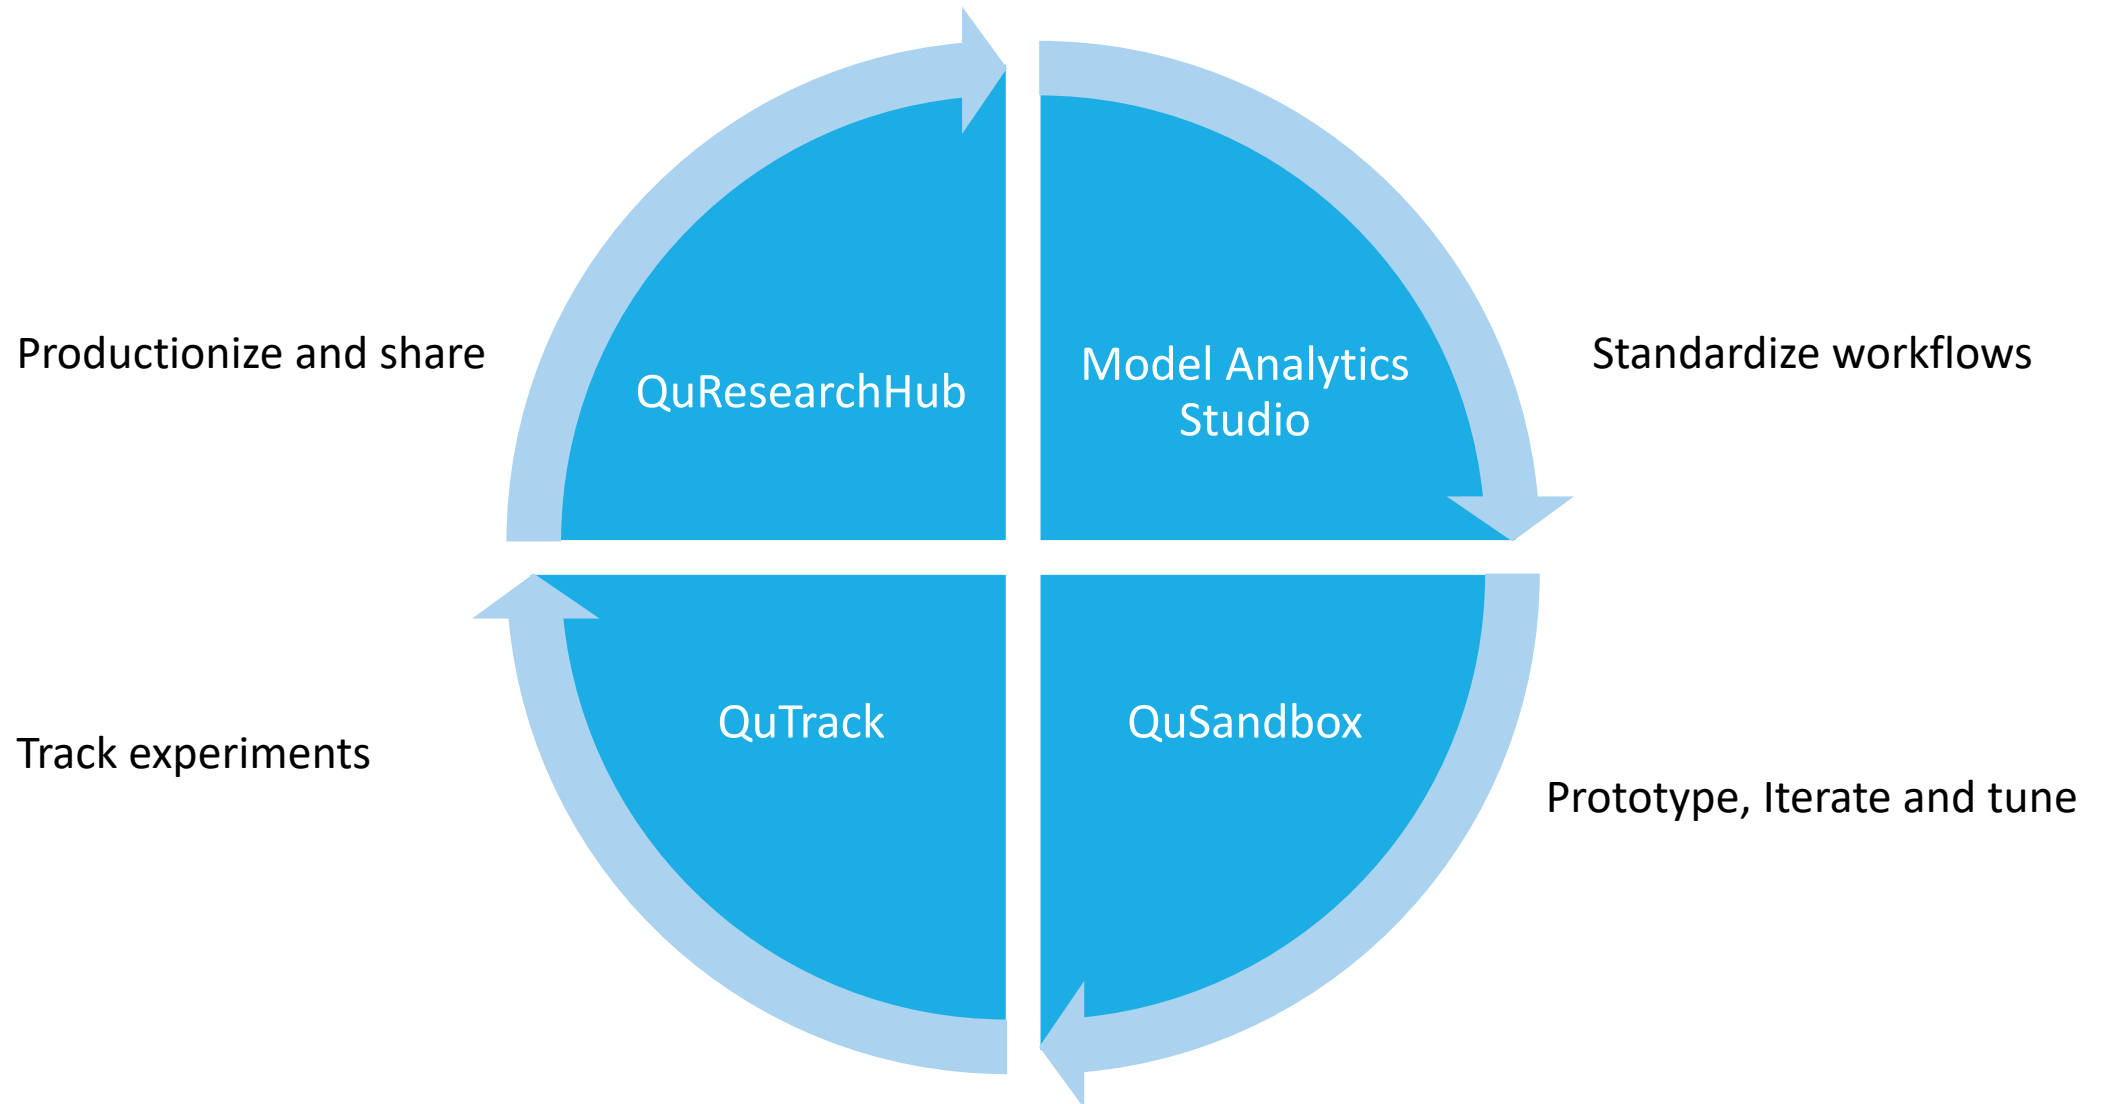 Productionize and share
QuResearchHub
Model Analytics
Studio
Standardize workflows
Track experiments
QuTrack
QuSandbox
Prototype, Iterate and tune